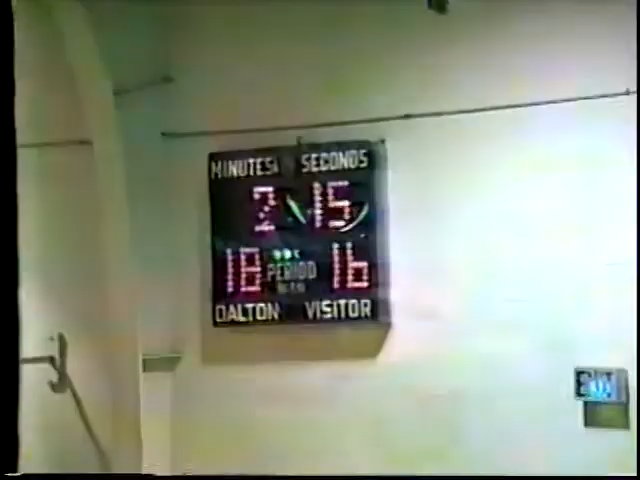 MINUTES SECONDS
2 15
18 PERIOD 16
DALTON VISITOR
EXIT